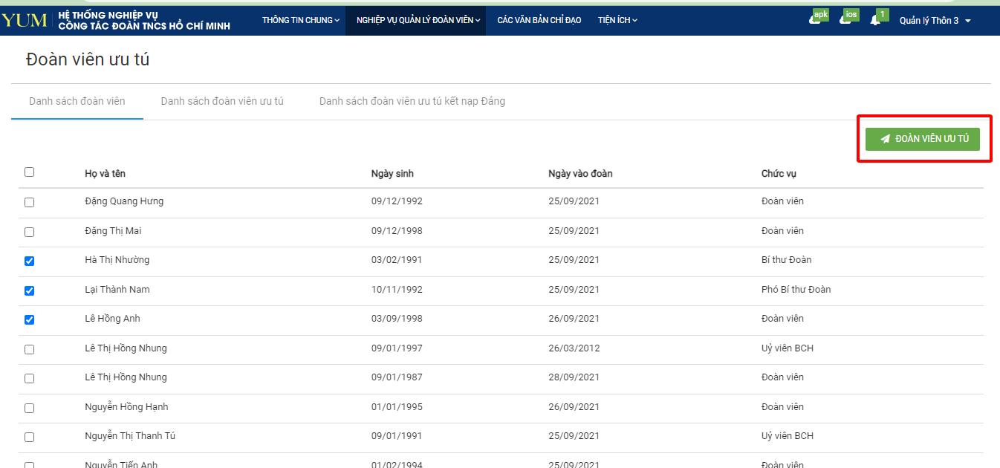 YUM
HỆ THỐNG NGHIỆP VỤ
CÔNG TÁC ĐOÀN TNCS HỒ CHÍ MINH
THÔNG TIN CHUNG NGHIỆP VỤ QUẢN LÝ ĐOÀN VIÊN CÁC VĂN BẢN CHỈ ĐẠO TIỆN ÍCH apk ios 1 Quản lý Thôn 3
Đoàn viên ưu tú
Danh sách đoàn viên Danh sách đoàn viên ưu tú Danh sách đoàn viên ưu tú kết nạp Đảng
ĐOÀN VIÊN ƯU TÚ
Họ và tên Ngày sinh Ngày vào đoàn Chức vụ
Đặng Quang Hưng 09/12/1992 25/09/2021 Đoàn viên
Đặng Thị Mai 09/12/1998 25/09/2021 Đoàn viên
Hà Thị Nhường 03/02/1991 25/09/2021 Bí thư Đoàn
Lại Thành Nam 10/11/1992 25/09/2021 Phó Bí thư Đoàn
Lê Hồng Anh 03/09/1998 26/09/2021 Đoàn viên
Lê Thị Hồng Nhung 09/01/1997 26/03/2012 Uỷ viên BCH
Lê Thị Hồng Nhung 09/01/1987 28/09/2021 Đoàn viên
Nguyễn Hồng Hạnh 01/01/1995 26/09/2021 Đoàn viên
Nguyễn Thị Thanh Tú 09/01/1991 25/09/2021 Uỷ viên BCH
Nguyễn Tiến Anh 01/02/1994 25/09/2021 Đoàn viên